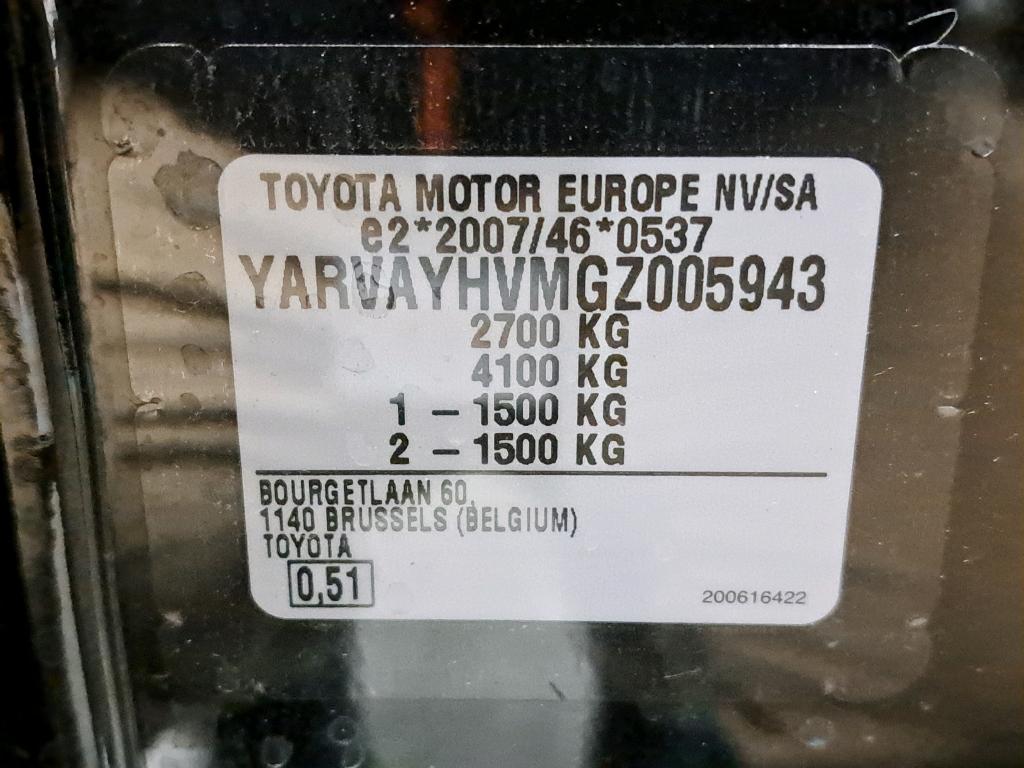 TOYOTA MOTOR EUROPE NV/SA
e2*2007/46*0537
YARVAYHVMGZ005943
2700 KG
4100 KG
1 – 1500 KG
2 – 1500 KG
BOURGETLAAN 60,
1140 BRUSSELS (BELGIUM)
TOYOTA
0,51
200616422